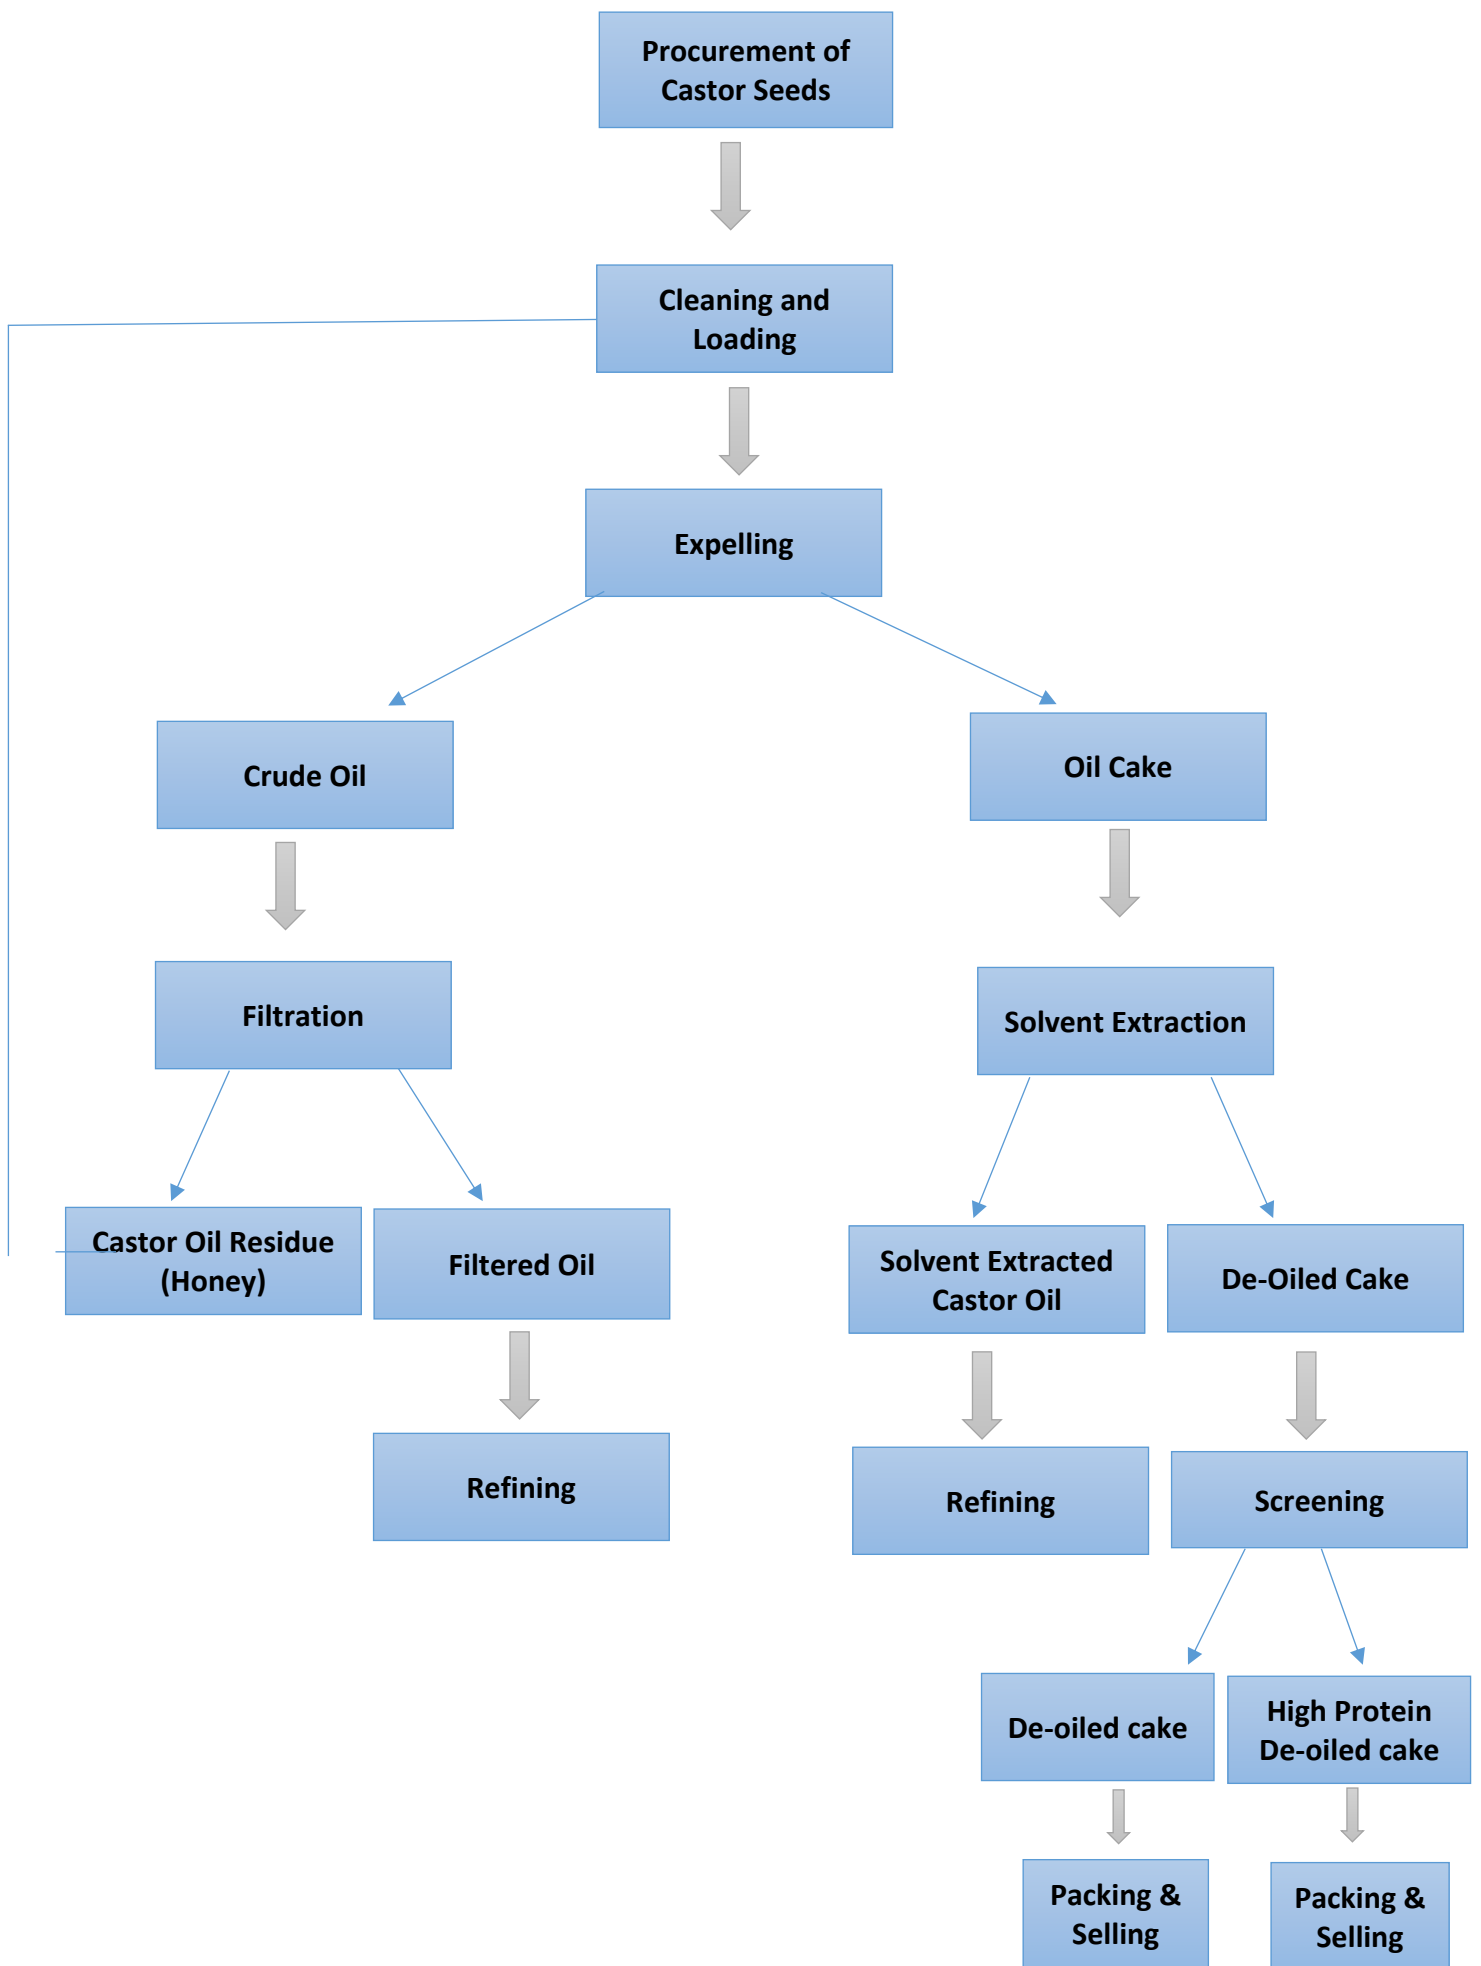 Procurement of
Castor Seeds
Cleaning and
Loading
Expelling
Crude Oil
Oil Cake
Filtration
Solvent Extraction
Castor Oil Residue
(Honey)
Filtered Oil
Solvent Extracted
Castor Oil
De-Oiled Cake
Refining
Refining
Screening
De-oiled cake
High Protein
De-oiled cake
Packing &
Selling
Packing &
Selling